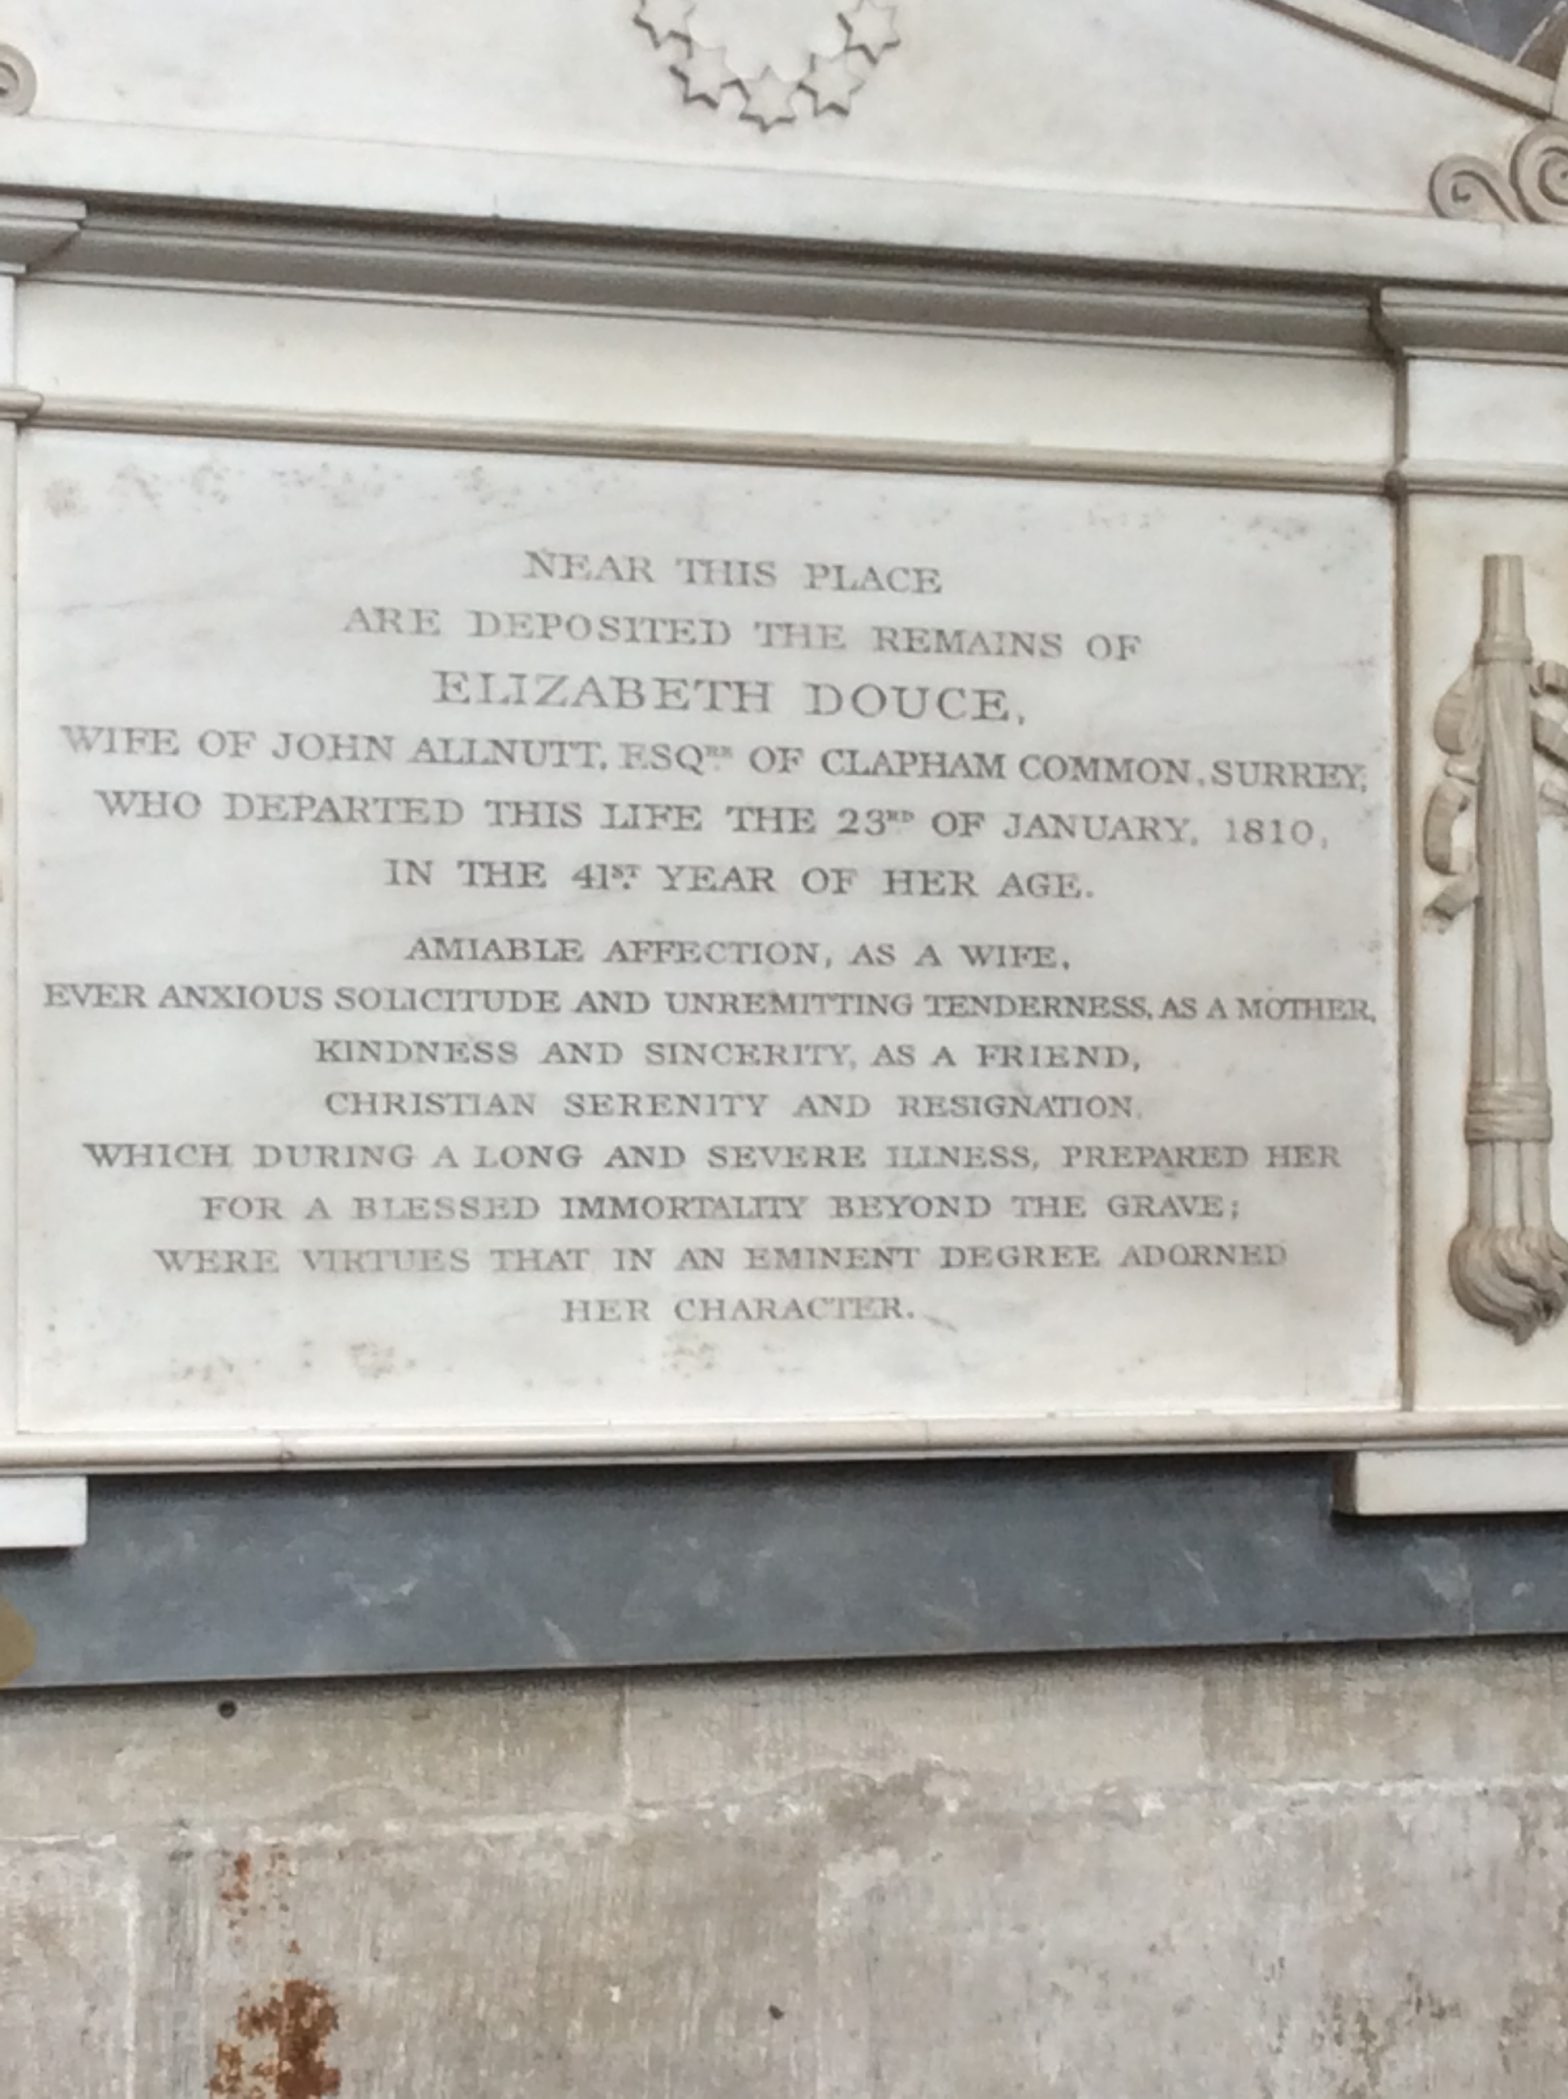 NEAR THIS PLACE
ARE DEPOSITED THE REMAINS OF
ELIZABETH DOUCE,
WIFE OF JOHN ALLNUTT, ESQRE OF CLAPHAM COMMON, SURREY,
WHO DEPARTED THIS LIFE THE 23RD OF JANUARY, 1810,
IN THE 41ST YEAR OF HER AGE.
AMIABLE AFFECTION, AS A WIFE,
EVER ANXIOUS SOLICITUDE AND UNREMITTING TENDERNESS, AS A MOTHER,
KINDNESS AND SINCERITY, AS A FRIEND,
CHRISTIAN SERENITY AND RESIGNATION,
WHICH DURING A LONG AND SEVERE ILLNESS, PREPARED HER
FOR A BLESSED IMMORTALITY BEYOND THE GRAVE;
WERE VIRTUES THAT IN AN EMINENT DEGREE ADORNED
HER CHARACTER.